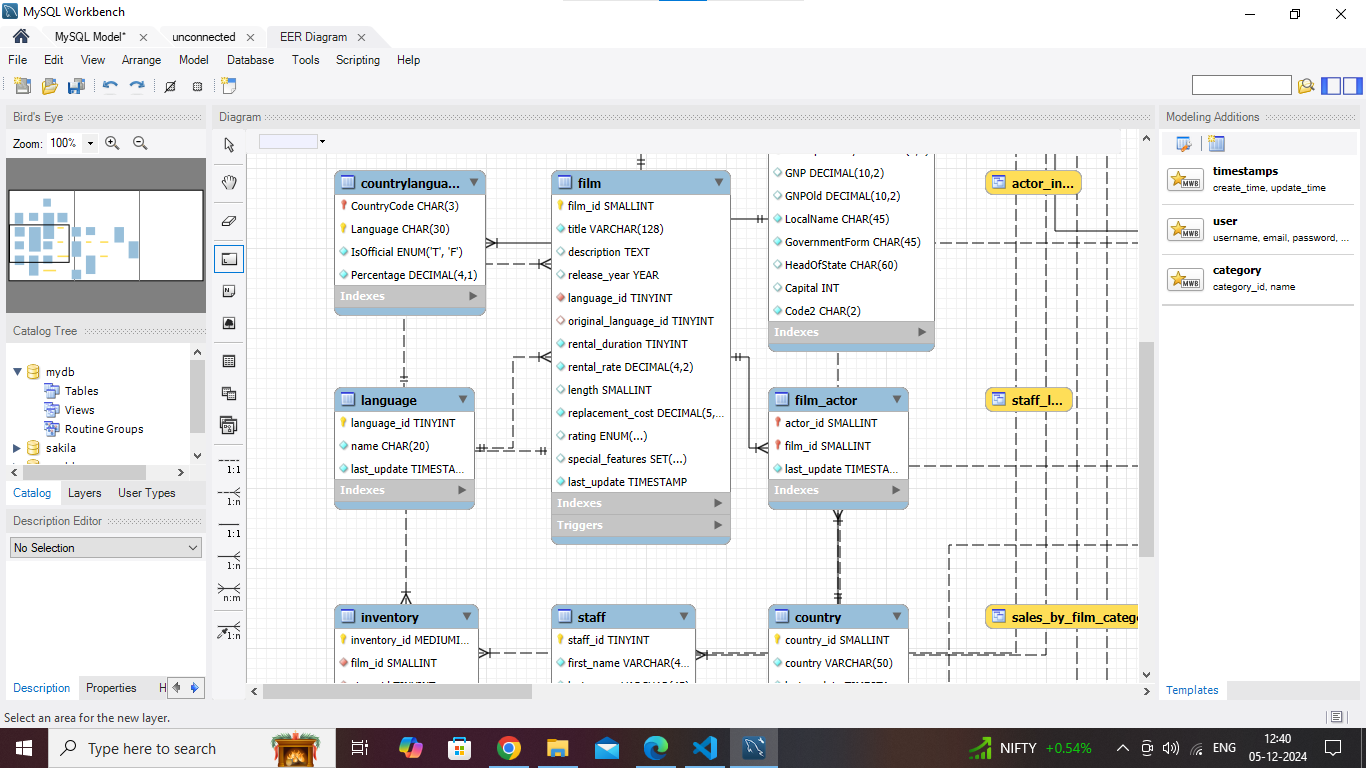 MySQL Workbench
MySQL Model*
unconnected
EER Diagram
File Edit View Arrange Model Database Tools Scripting Help
Bird's Eye
Zoom: 100%
Catalog Tree
mydb
Tables
Views
Routine Groups
sakila
Catalog Layers User Types
Description Editor
No Selection
Description Properties H
Select an area for the new layer.
Diagram
1:1
1:n
1:1
1:n
n:m
1:n
countrylangua...
CountryCode CHAR(3)
Language CHAR(30)
IsOfficial ENUM('T', 'F')
Percentage DECIMAL(4,1)
Indexes
language
language_id TINYINT
name CHAR(20)
last_update TIMESTA...
Indexes
inventory
inventory_id MEDIUMI...
film_id SMALLINT
film
film_id SMALLINT
title VARCHAR(128)
description TEXT
release_year YEAR
language_id TINYINT
original_language_id TINYINT
rental_duration TINYINT
rental_rate DECIMAL(4,2)
length SMALLINT
replacement_cost DECIMAL(5,...
rating ENUM(...)
special_features SET(...)
last_update TIMESTAMP
Indexes
Triggers
staff
staff_id TINYINT
first_name VARCHAR(4...
GNP DECIMAL(10,2)
GNPOld DECIMAL(10,2)
LocalName CHAR(45)
GovernmentForm CHAR(45)
HeadOfState CHAR(60)
Capital INT
Code2 CHAR(2)
Indexes
film_actor
actor_id SMALLINT
film_id SMALLINT
last_update TIMESTA...
Indexes
country
country_id SMALLINT
country VARCHAR(50)
actor_in...
staff_l...
sales_by_film_catego
Modeling Additions
MWB
timestamps
create_time, update_time
MWB
user
username, email, password, ...
MWB
category
category_id, name
Templates
Type here to search
NIFTY +0.54%
ENG
12:40
05-12-2024